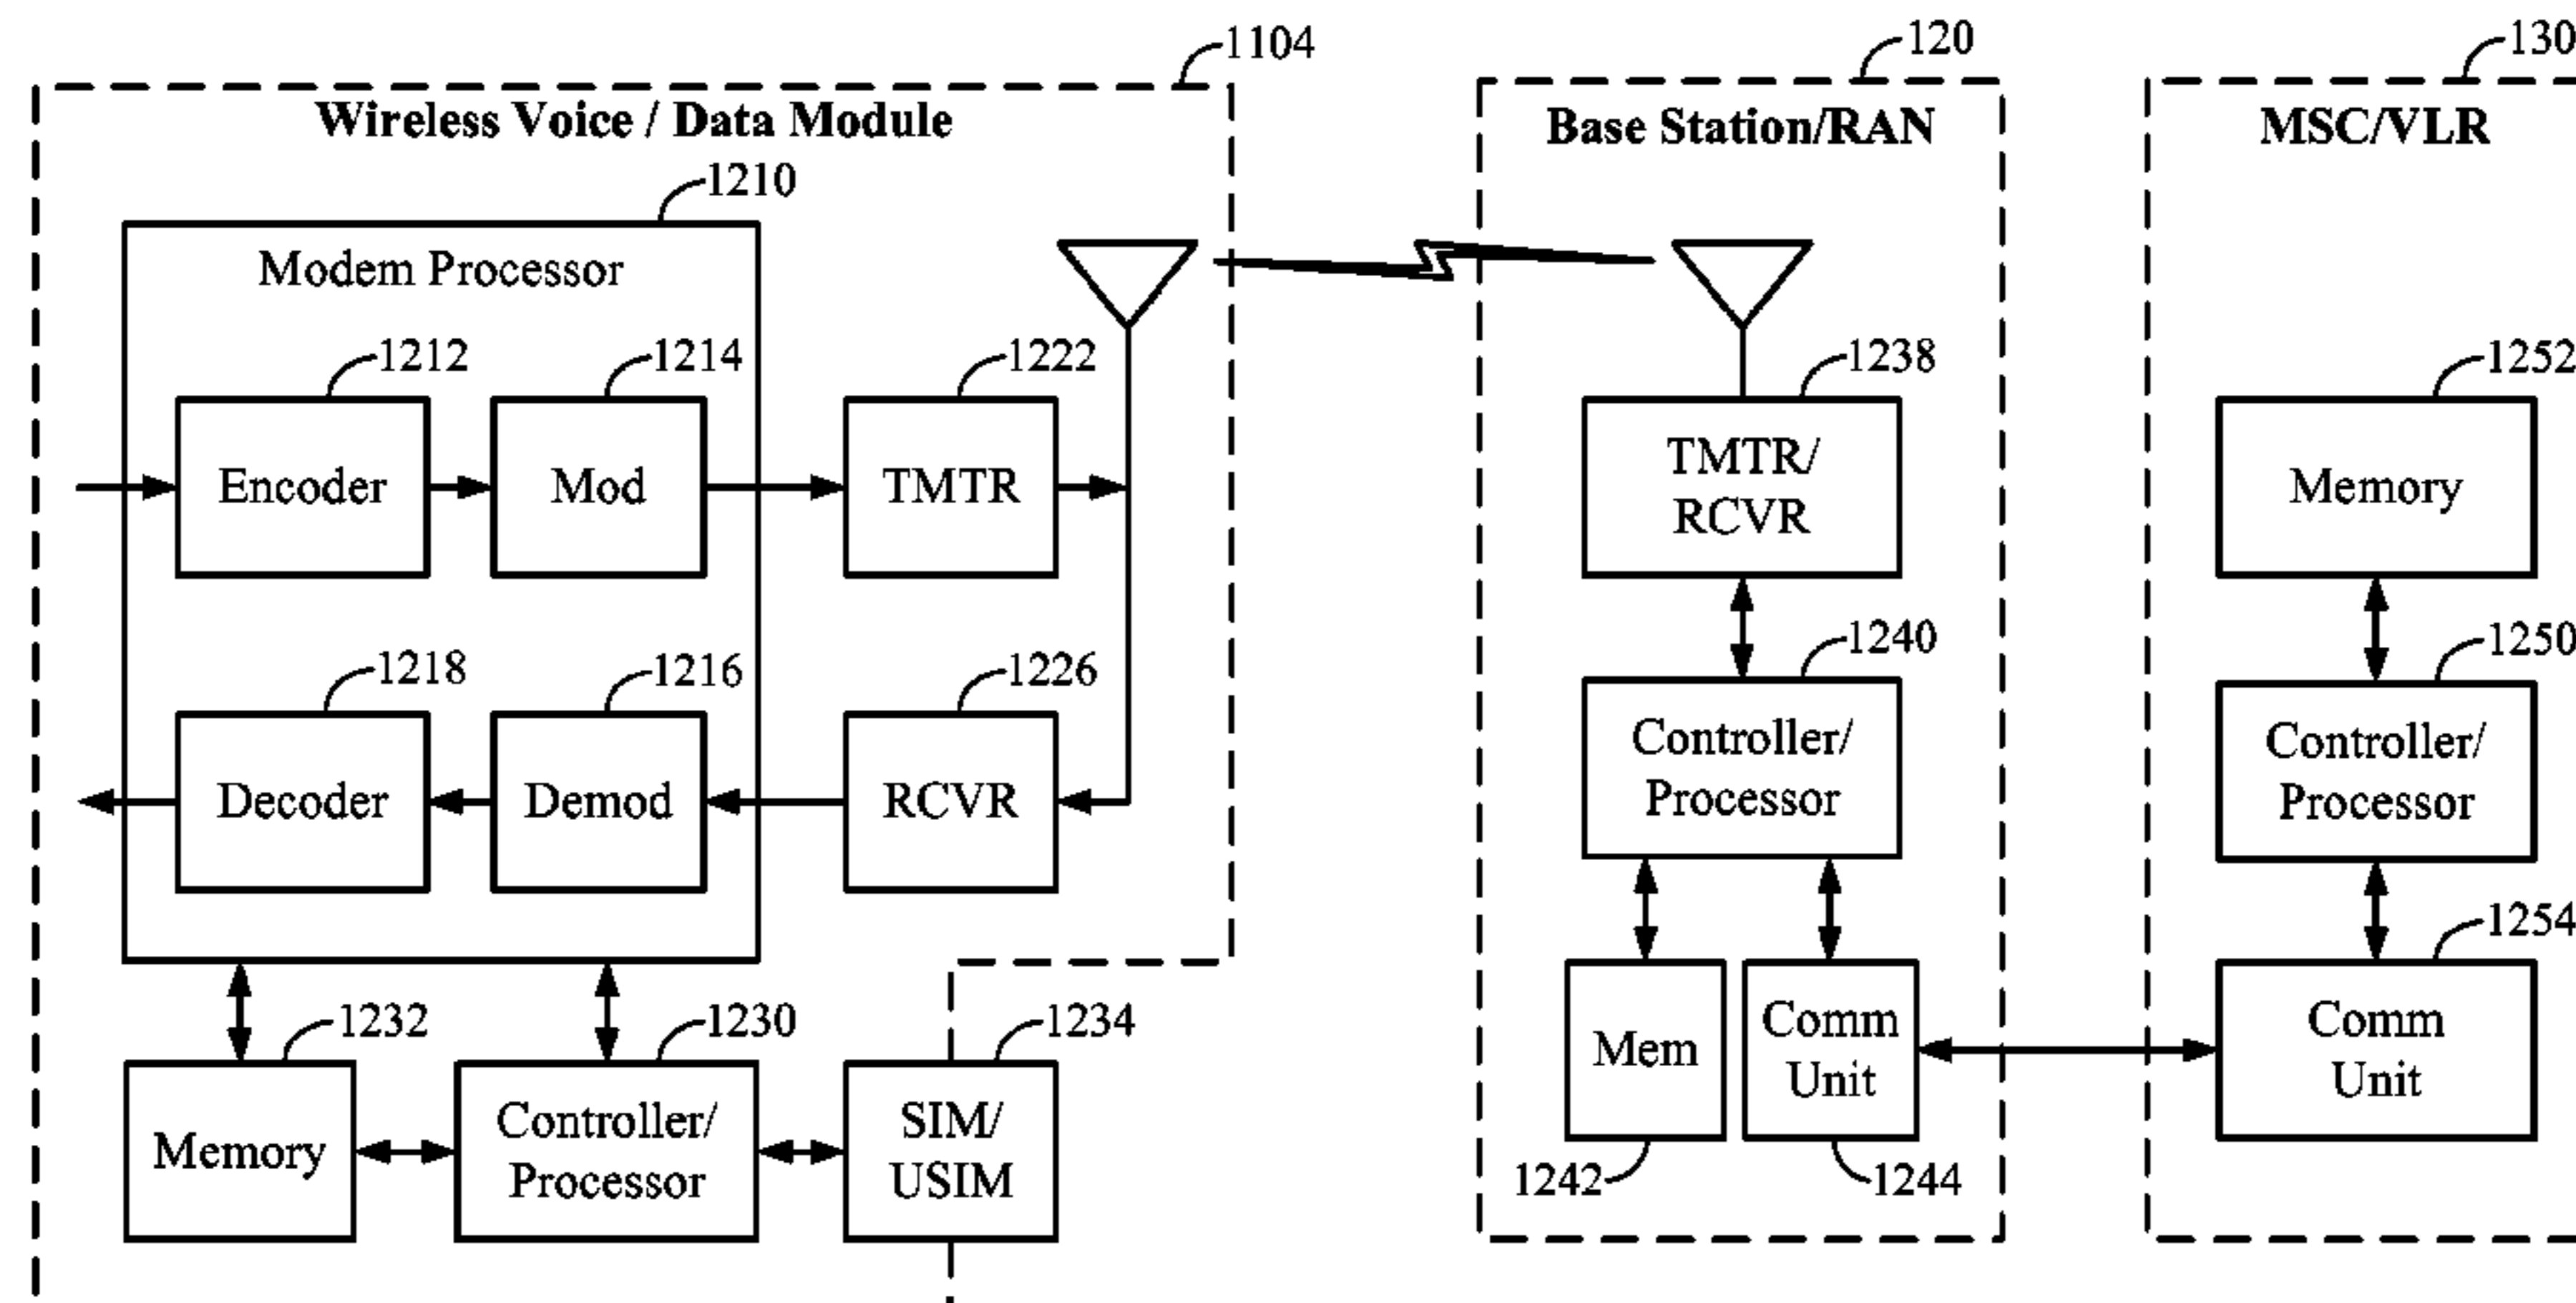 1104
Wireless Voice / Data Module
1210
Modem Processor
1212
1214
1222
Encoder
Mod
TMTR
1218
1216
1226
Decoder
Demod
RCVR
1232
1230
1234
Memory
Controller/
Processor
SIM/
USIM
120
Base Station/RAN
1238
TMTR/
RCVR
1240
Controller/
Processor
Mem
Comm
Unit
1242
1244
130
MSC/VLR
1252
Memory
1250
Controller/
Processor
1254
Comm
Unit